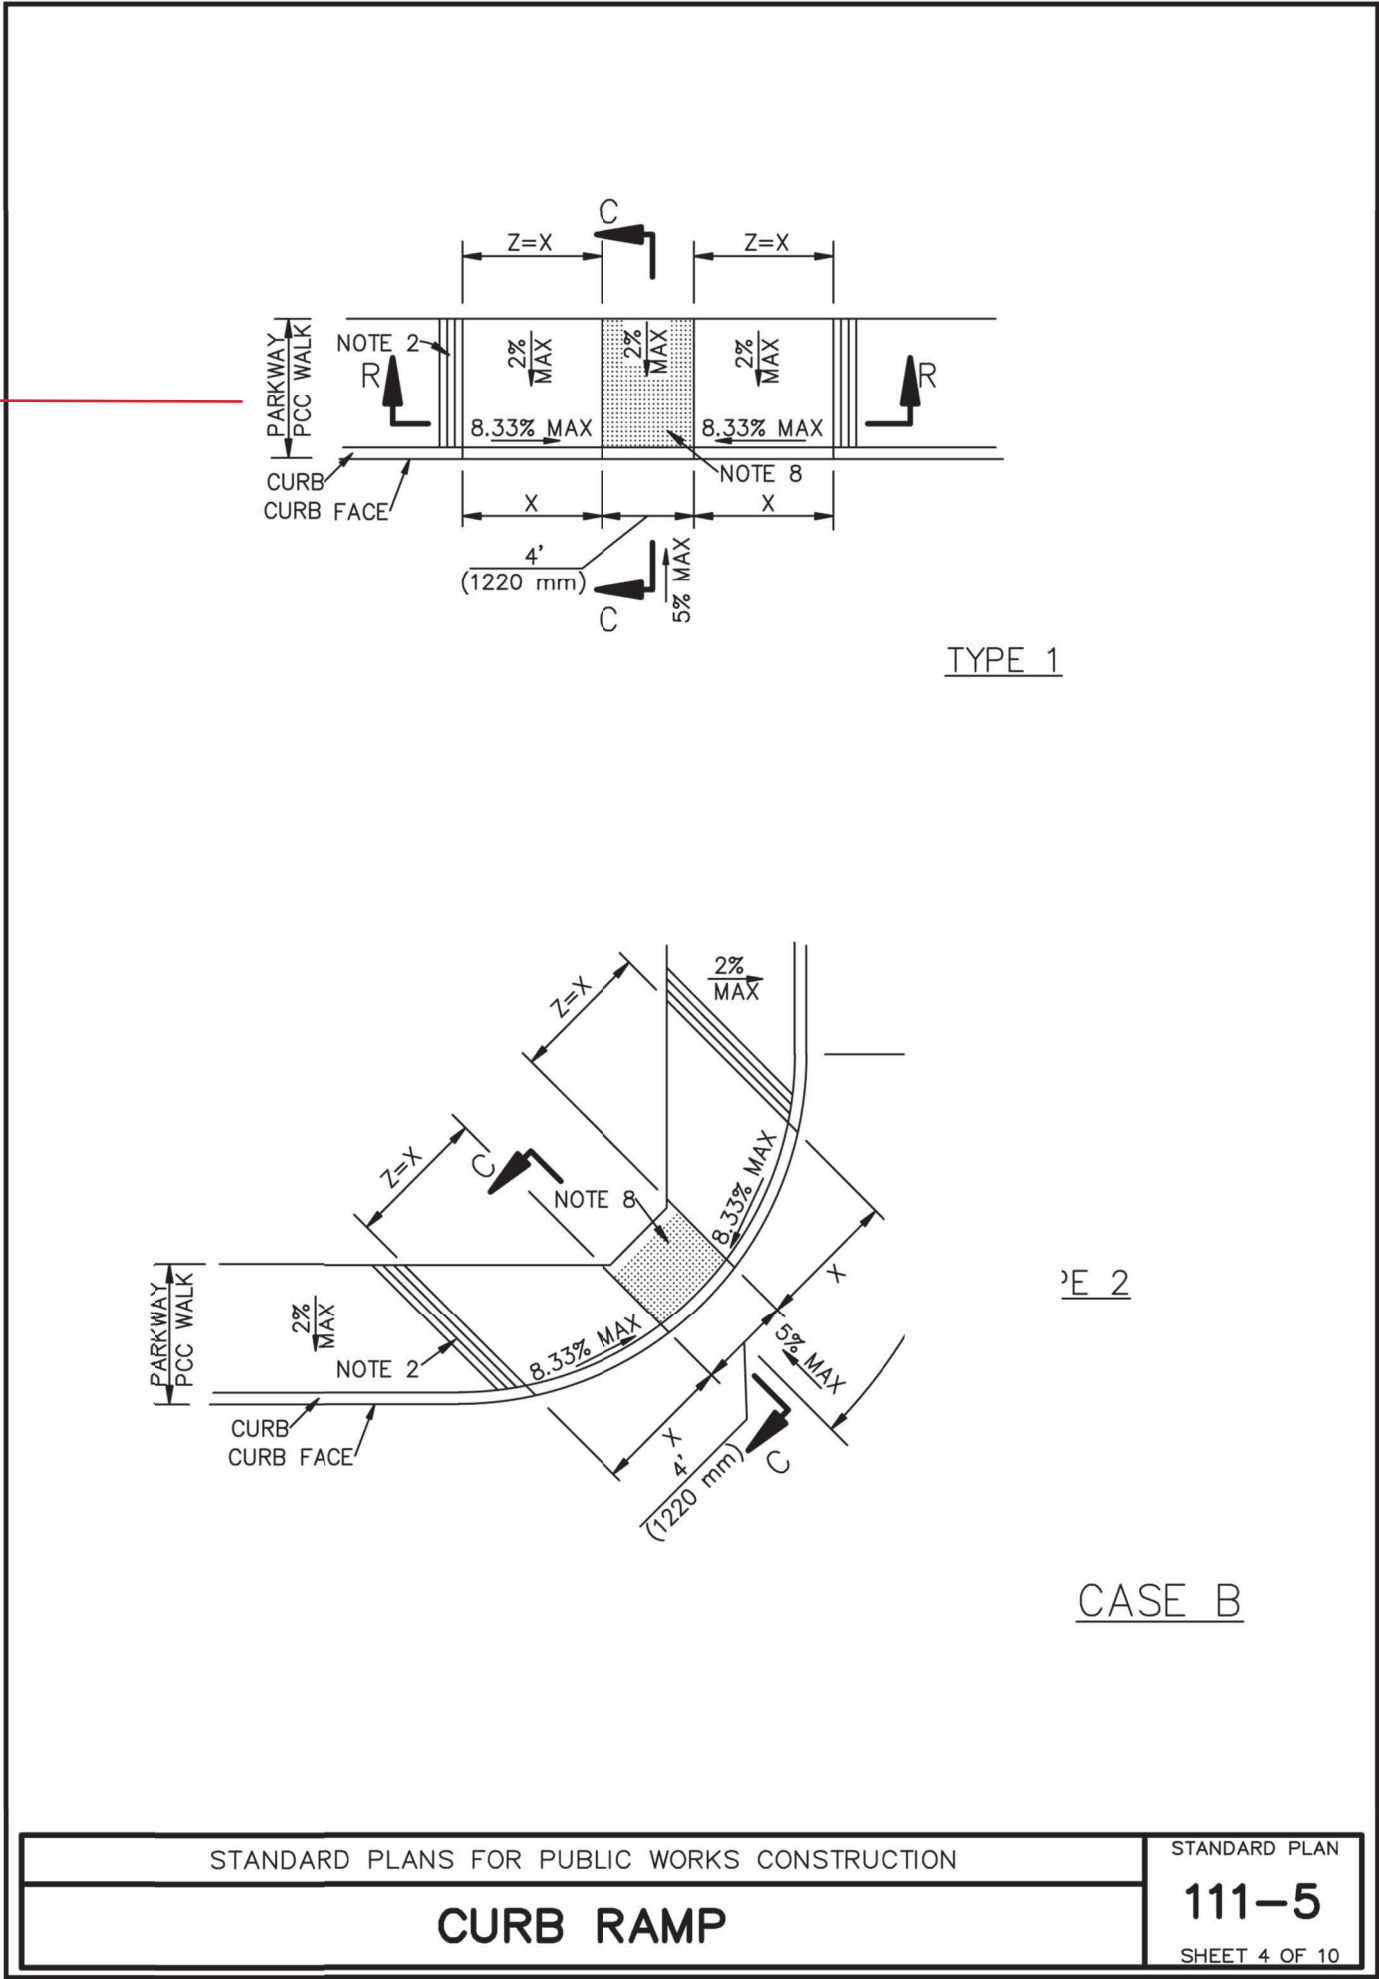 C
Z=X
Z=X
PARKWAY
PCC WALK
NOTE 2
2%
MAX
2%
MAX
2%
MAX
R
R
8.33% MAX
8.33% MAX
CURB
CURB FACE
NOTE 8
X
X
4'
(1220 mm)
C
5% MAX
TYPE 1
Z=X
2%
MAX
Z=X
C
NOTE 8
8.33% MAX
PARKWAY
PCC WALK
2%
MAX
NOTE 2
8.33% MAX
X
PE 2
5% MAX
CURB
CURB FACE
X
4'
(1220 mm)
C
CASE B
STANDARD PLANS FOR PUBLIC WORKS CONSTRUCTION
CURB RAMP
STANDARD PLAN
111-5
SHEET 4 OF 10